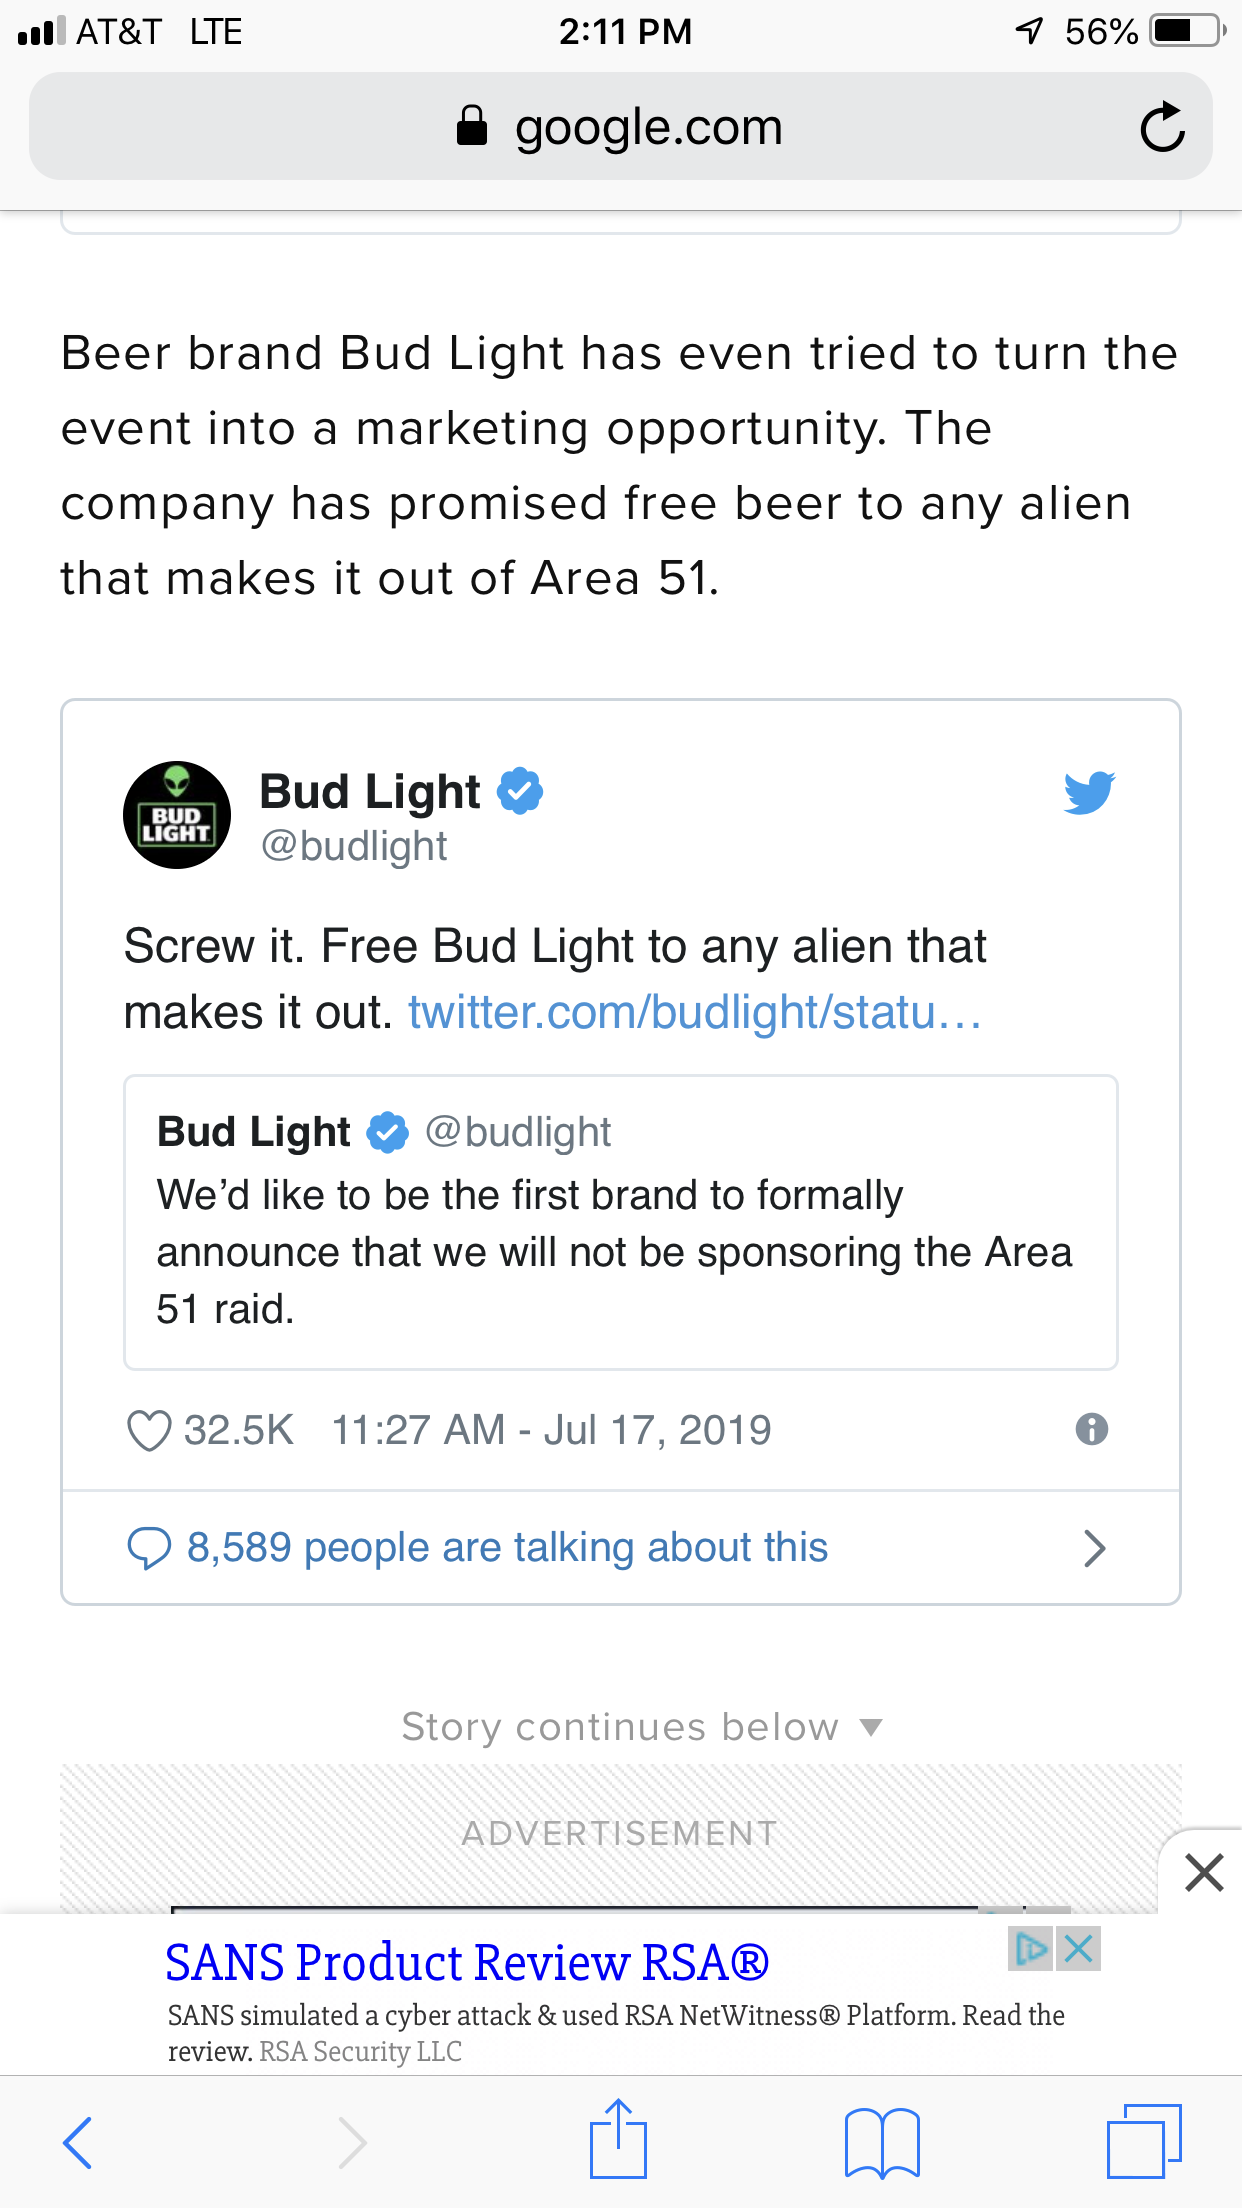 AT&T LTE 2:11 PM 56%
google.com
Beer brand Bud Light has even tried to turn the
event into a marketing opportunity. The
company has promised free beer to any alien
that makes it out of Area 51.
BUD
LIGHT
Bud Light
@budlight
Screw it. Free Bud Light to any alien that
makes it out. twitter.com/budlight/statu…
Bud Light @budlight
We’d like to be the first brand to formally
announce that we will not be sponsoring the Area
51 raid.
32.5K 11:27 AM - Jul 17, 2019
8,589 people are talking about this
Story continues below ▼
ADVERTISEMENT
SANS Product Review RSA®
SANS simulated a cyber attack & used RSA NetWitness® Platform. Read the
review. RSA Security LLC